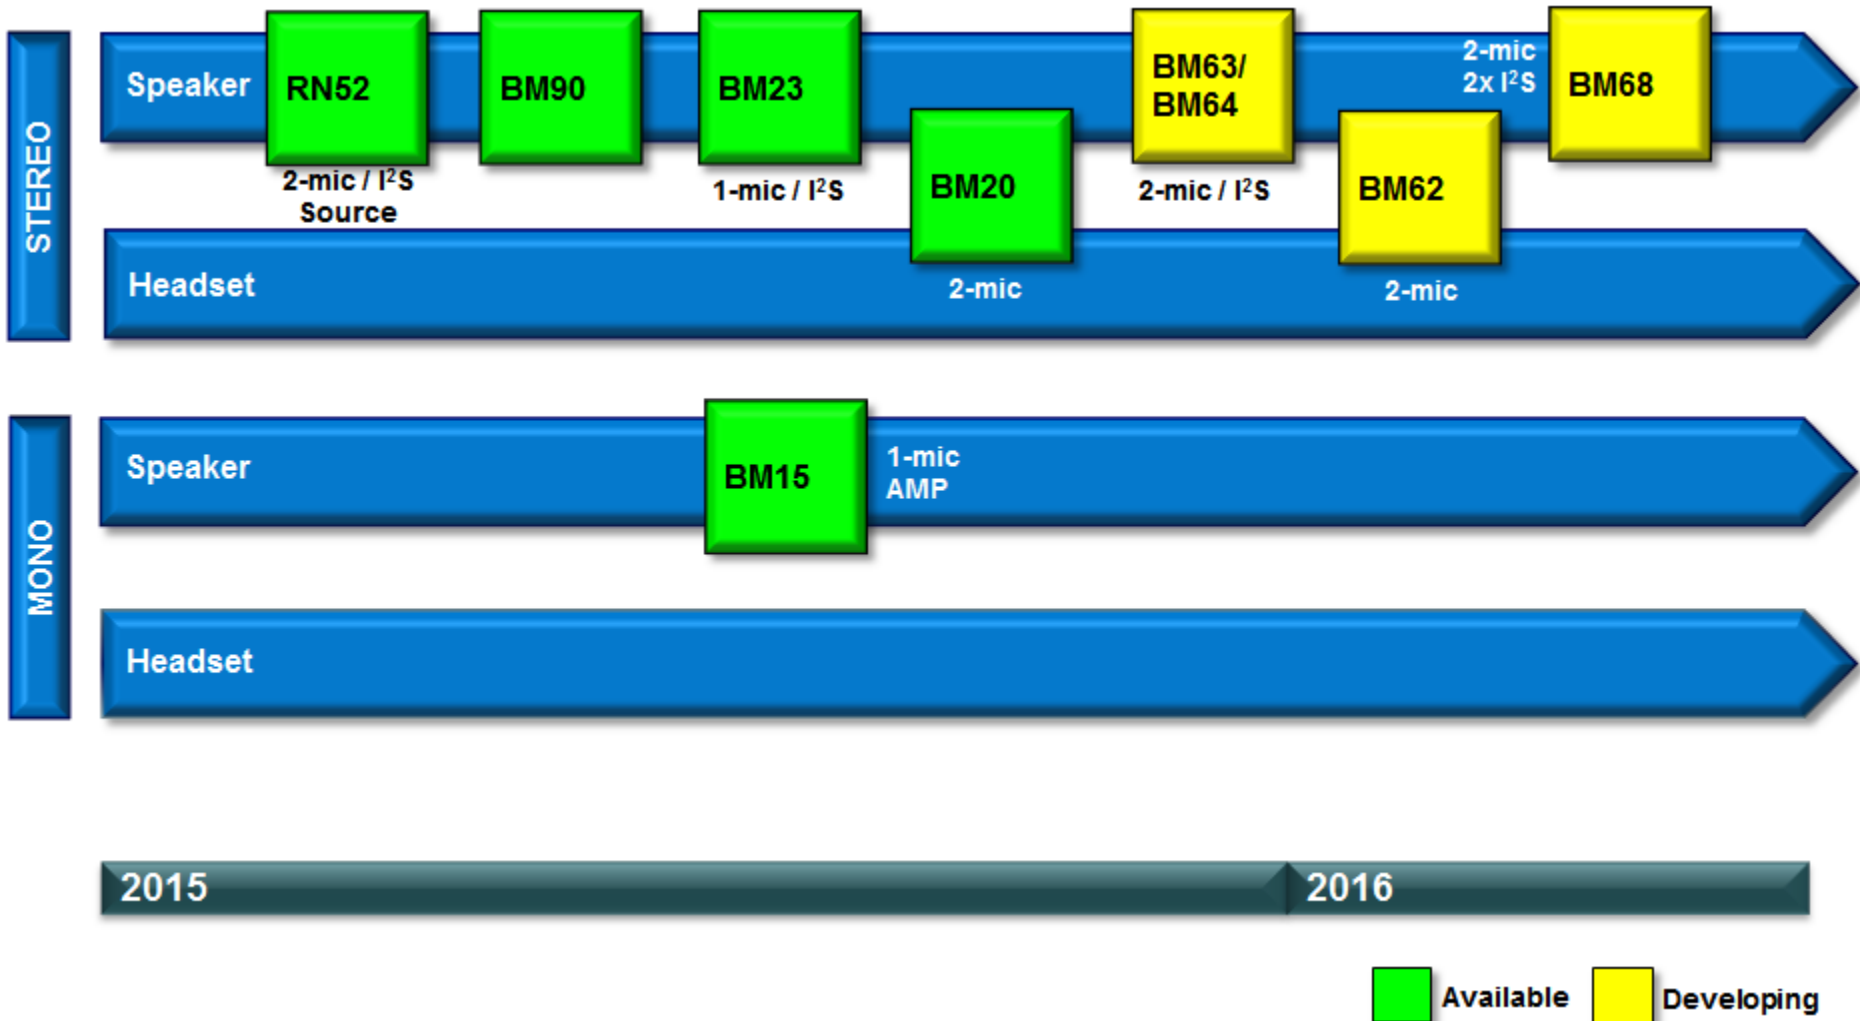 STEREO
Speaker
RN52
2-mic / I²S
Source
BM90
BM23
1-mic / I²S
BM20
2-mic
BM63/
BM64
2-mic / I²S
BM62
2-mic
2-mic
2x I²S
BM68
Headset
MONO
Speaker
BM15
1-mic
AMP
Headset
2015
2016
Available
Developing